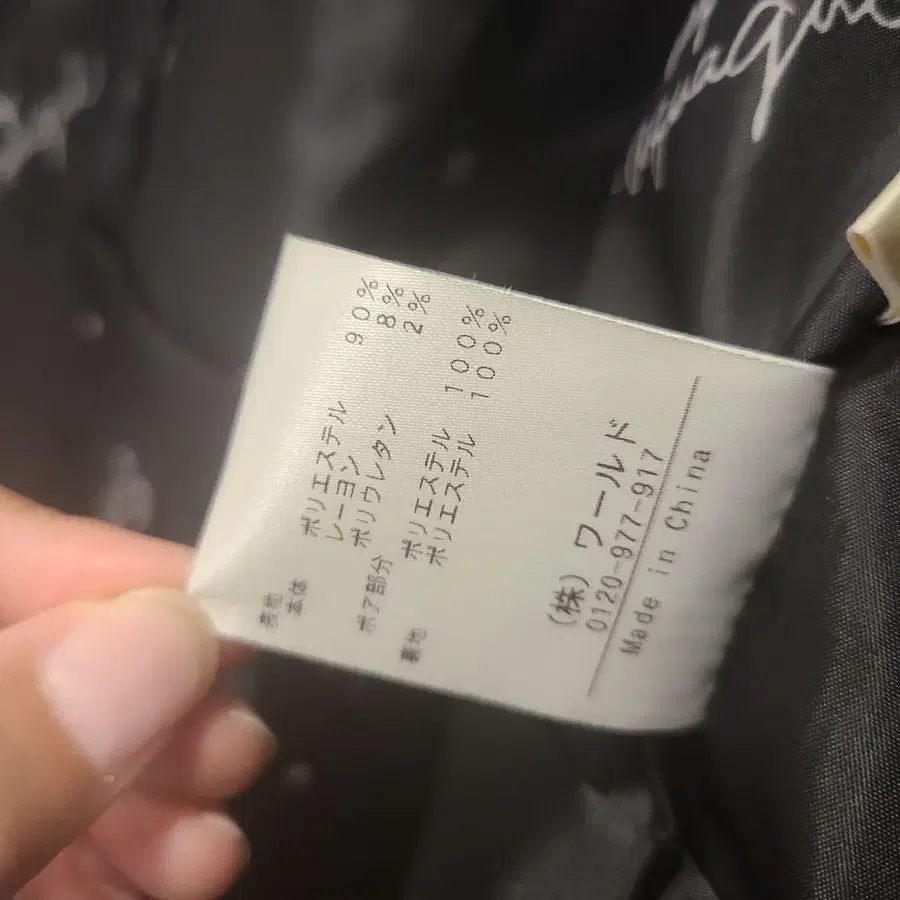 aquagirl
表地
本体 ポリエステル 90%
レーヨン 8%
ポリウレタン 2%
ボア部分 ポリエステル 100%
裏地 ポリエステル 100%
(株) ワールド
0120-977-917
Made in China